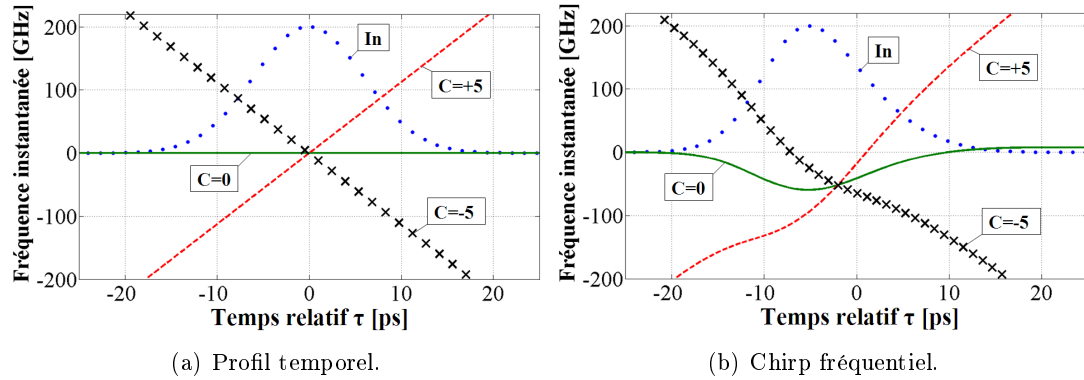 Fréquence instantanée [GHz]
200
100
0
-100
-200
In
C=+5
C=0
C=-5
-20
-10
0
10
20
Temps relatif τ [ps]
(a) Profil temporel.
Fréquence instantanée [GHz]
200
100
0
-100
-200
In
C=+5
C=0
C=-5
-20
-10
0
10
20
Temps relatif τ [ps]
(b) Chirp fréquentiel.